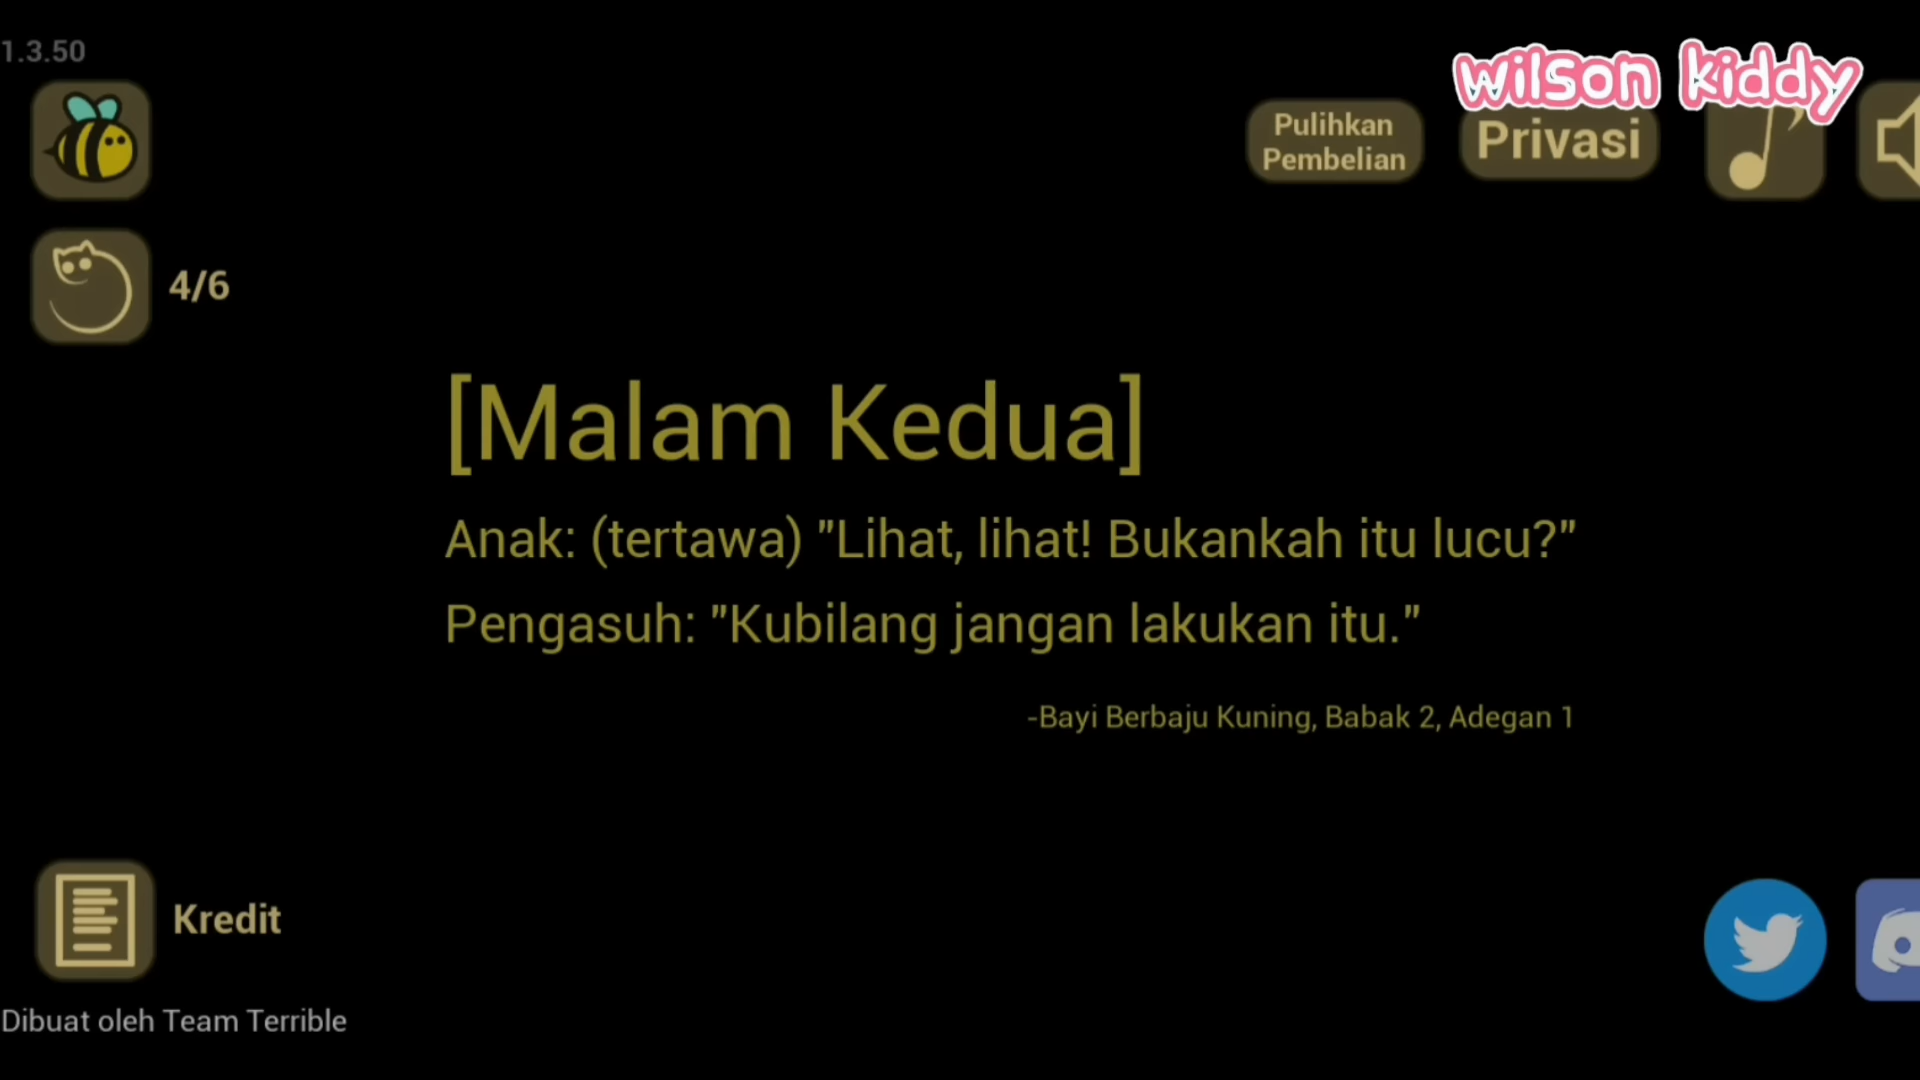 1.3.50
wilson kiddy
Pulihkan
Pembelian
Privasi
4/6
[Malam Kedua]
Anak: (tertawa) "Lihat, lihat! Bukankah itu lucu?"
Pengasuh: "Kubilang jangan lakukan itu."
-Bayi Berbaju Kuning, Babak 2, Adegan 1
Kredit
Dibuat oleh Team Terrible